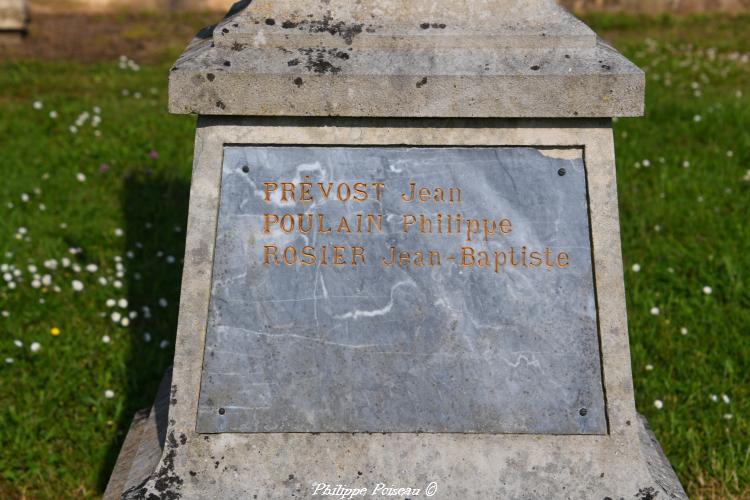 PRÉVOST Jean
POULAIN Philippe
ROSIER Jean-Baptiste
Philippe Poiseau ©